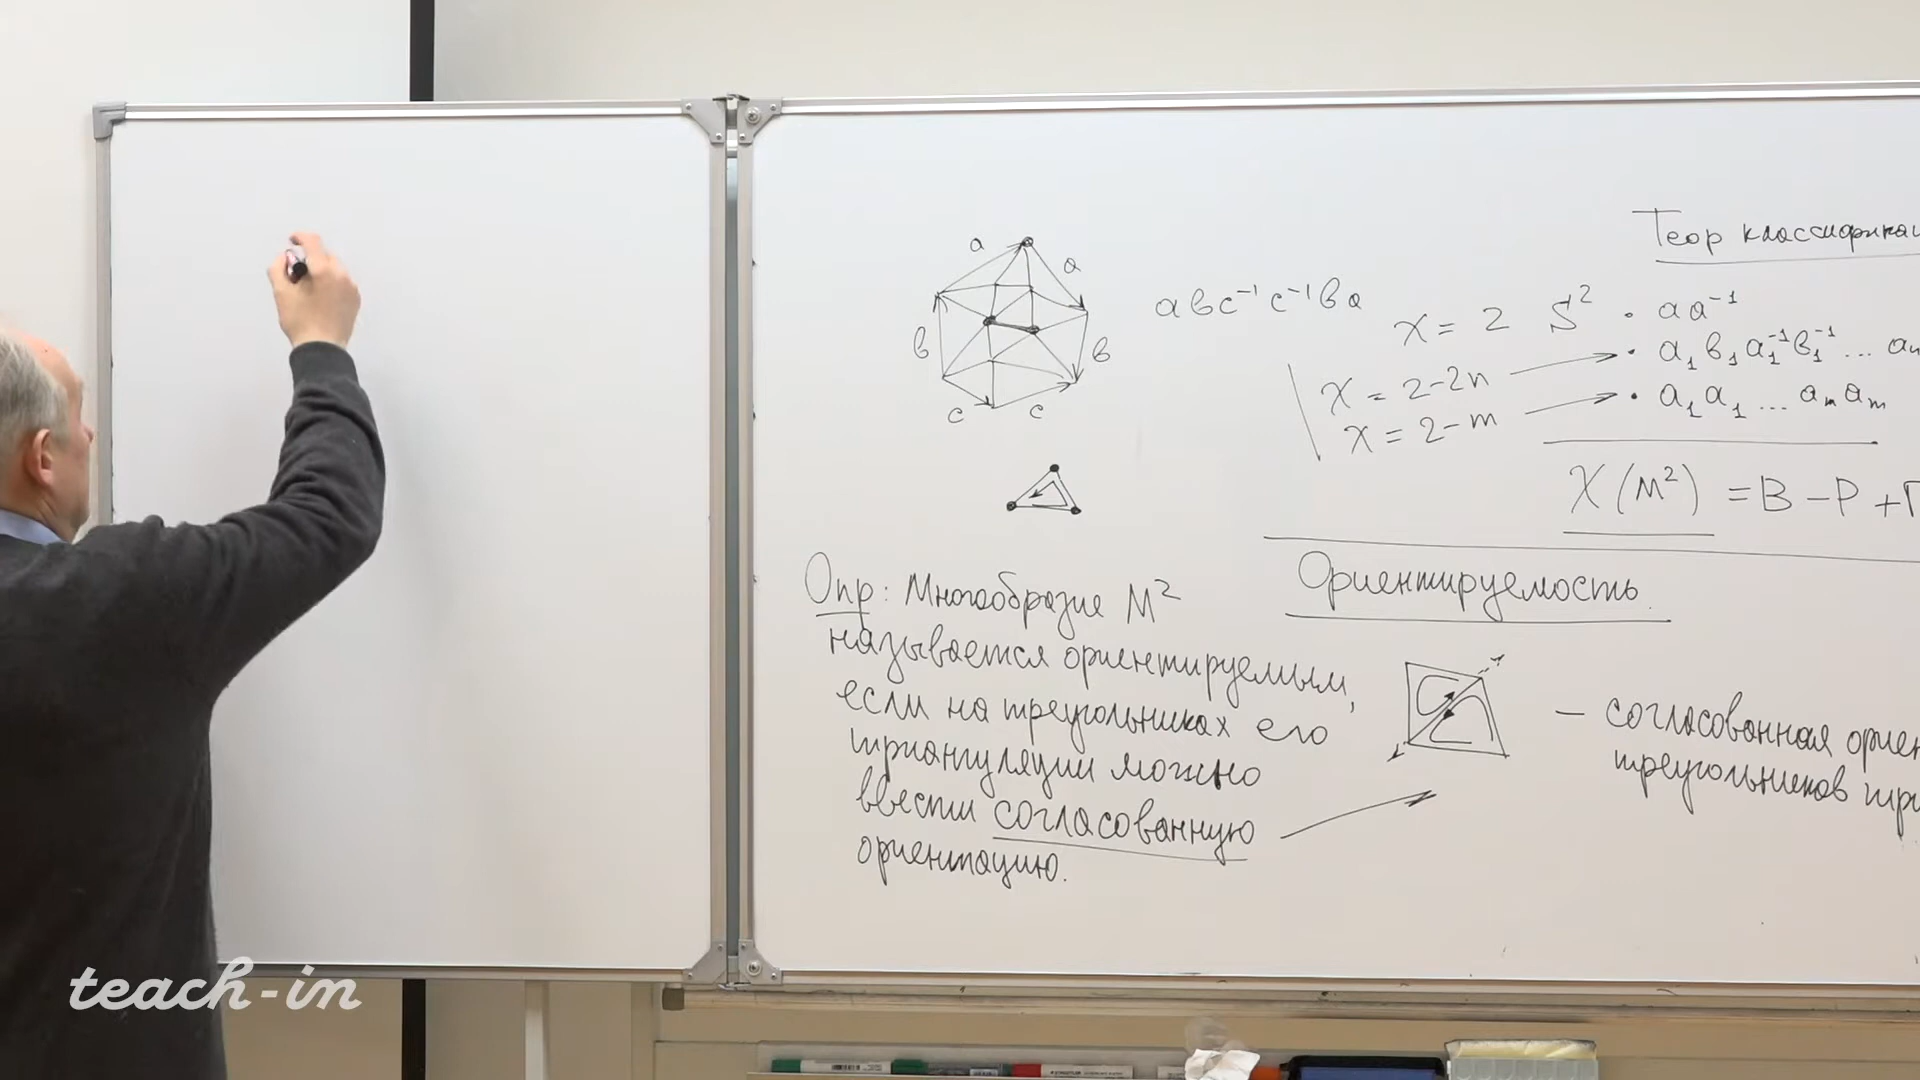 Теор классифика
a
a
в
в
c
c
aвc⁻¹c⁻¹вa
χ = 2 S² • aa⁻¹
χ = 2-2n → • a₁в₁a₁⁻¹в₁⁻¹...
χ = 2-m → • a₁a₁...aₘaₘ
χ(M²) = В - Р + Г
Ориентируемость.
Опр: Многообразие M²
называется ориентируемым,
если на треугольниках его
триангуляции можно
ввести согласованную
ориентацию.
— согласованная ориен
треугольников три
teach-in